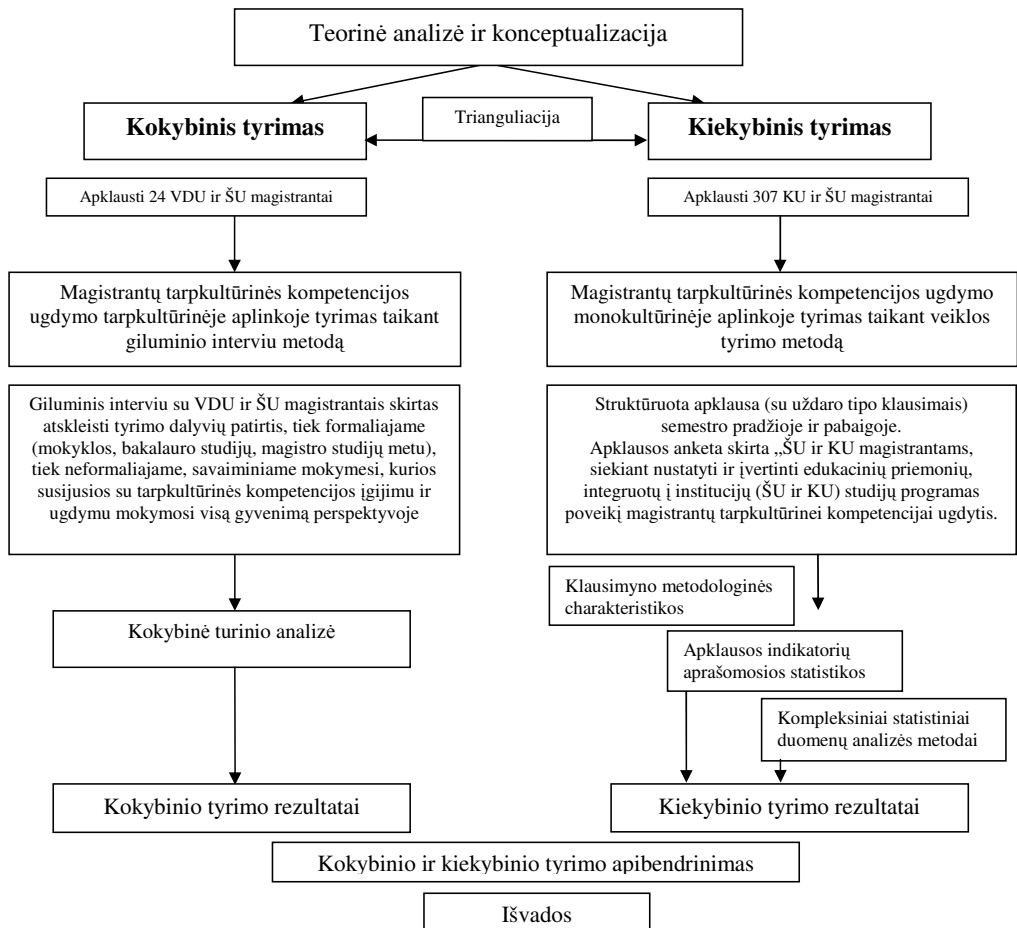 Teorinė analizė ir konceptualizacija
Kokybinis tyrimas
Trianguliacija
Kiekybinis tyrimas
Apklausti 24 VDU ir ŠU magistrantai
Apklausti 307 KU ir ŠU magistrantai
Magistrantų tarpkultūrinės kompetencijos
ugdymo tarpkultūrinėje aplinkoje tyrimas taikant
giluminio interviu metodą
Magistrantų tarpkultūrinės kompetencijos ugdymo
monokultūrinėje aplinkoje tyrimas taikant veiklos
tyrimo metodą
Giluminis interviu su VDU ir ŠU magistrantais skirtas
atskleisti tyrimo dalyvių patirtis, tiek formaliajame
(mokyklos, bakalauro studijų, magistro studijų metu),
tiek neformaliajame, savaiminiame mokymesi, kurios
susijusios su tarpkultūrinės kompetencijos įgijimu ir
ugdymu mokymosi visą gyvenimą perspektyvoje
Struktūruota apklausa (su uždaro tipo klausimais)
semestro pradžioje ir pabaigoje.
Apklausos anketa skirta „ŠU ir KU magistrantams,
siekiant nustatyti ir įvertinti edukacinių priemonių,
integruotų į institucijų (ŠU ir KU) studijų programas
poveikį magistrantų tarpkultūrinei kompetencijai ugdytis.
Klausimyno metodologinės
charakteristikos
Kokybinė turinio analizė
Apklausos indikatorių
aprašomosios statistikos
Kompleksiniai statistiniai
duomenų analizės metodai
Kokybinio tyrimo rezultatai
Kiekybinio tyrimo rezultatai
Kokybinio ir kiekybinio tyrimo apibendrinimas
Išvados